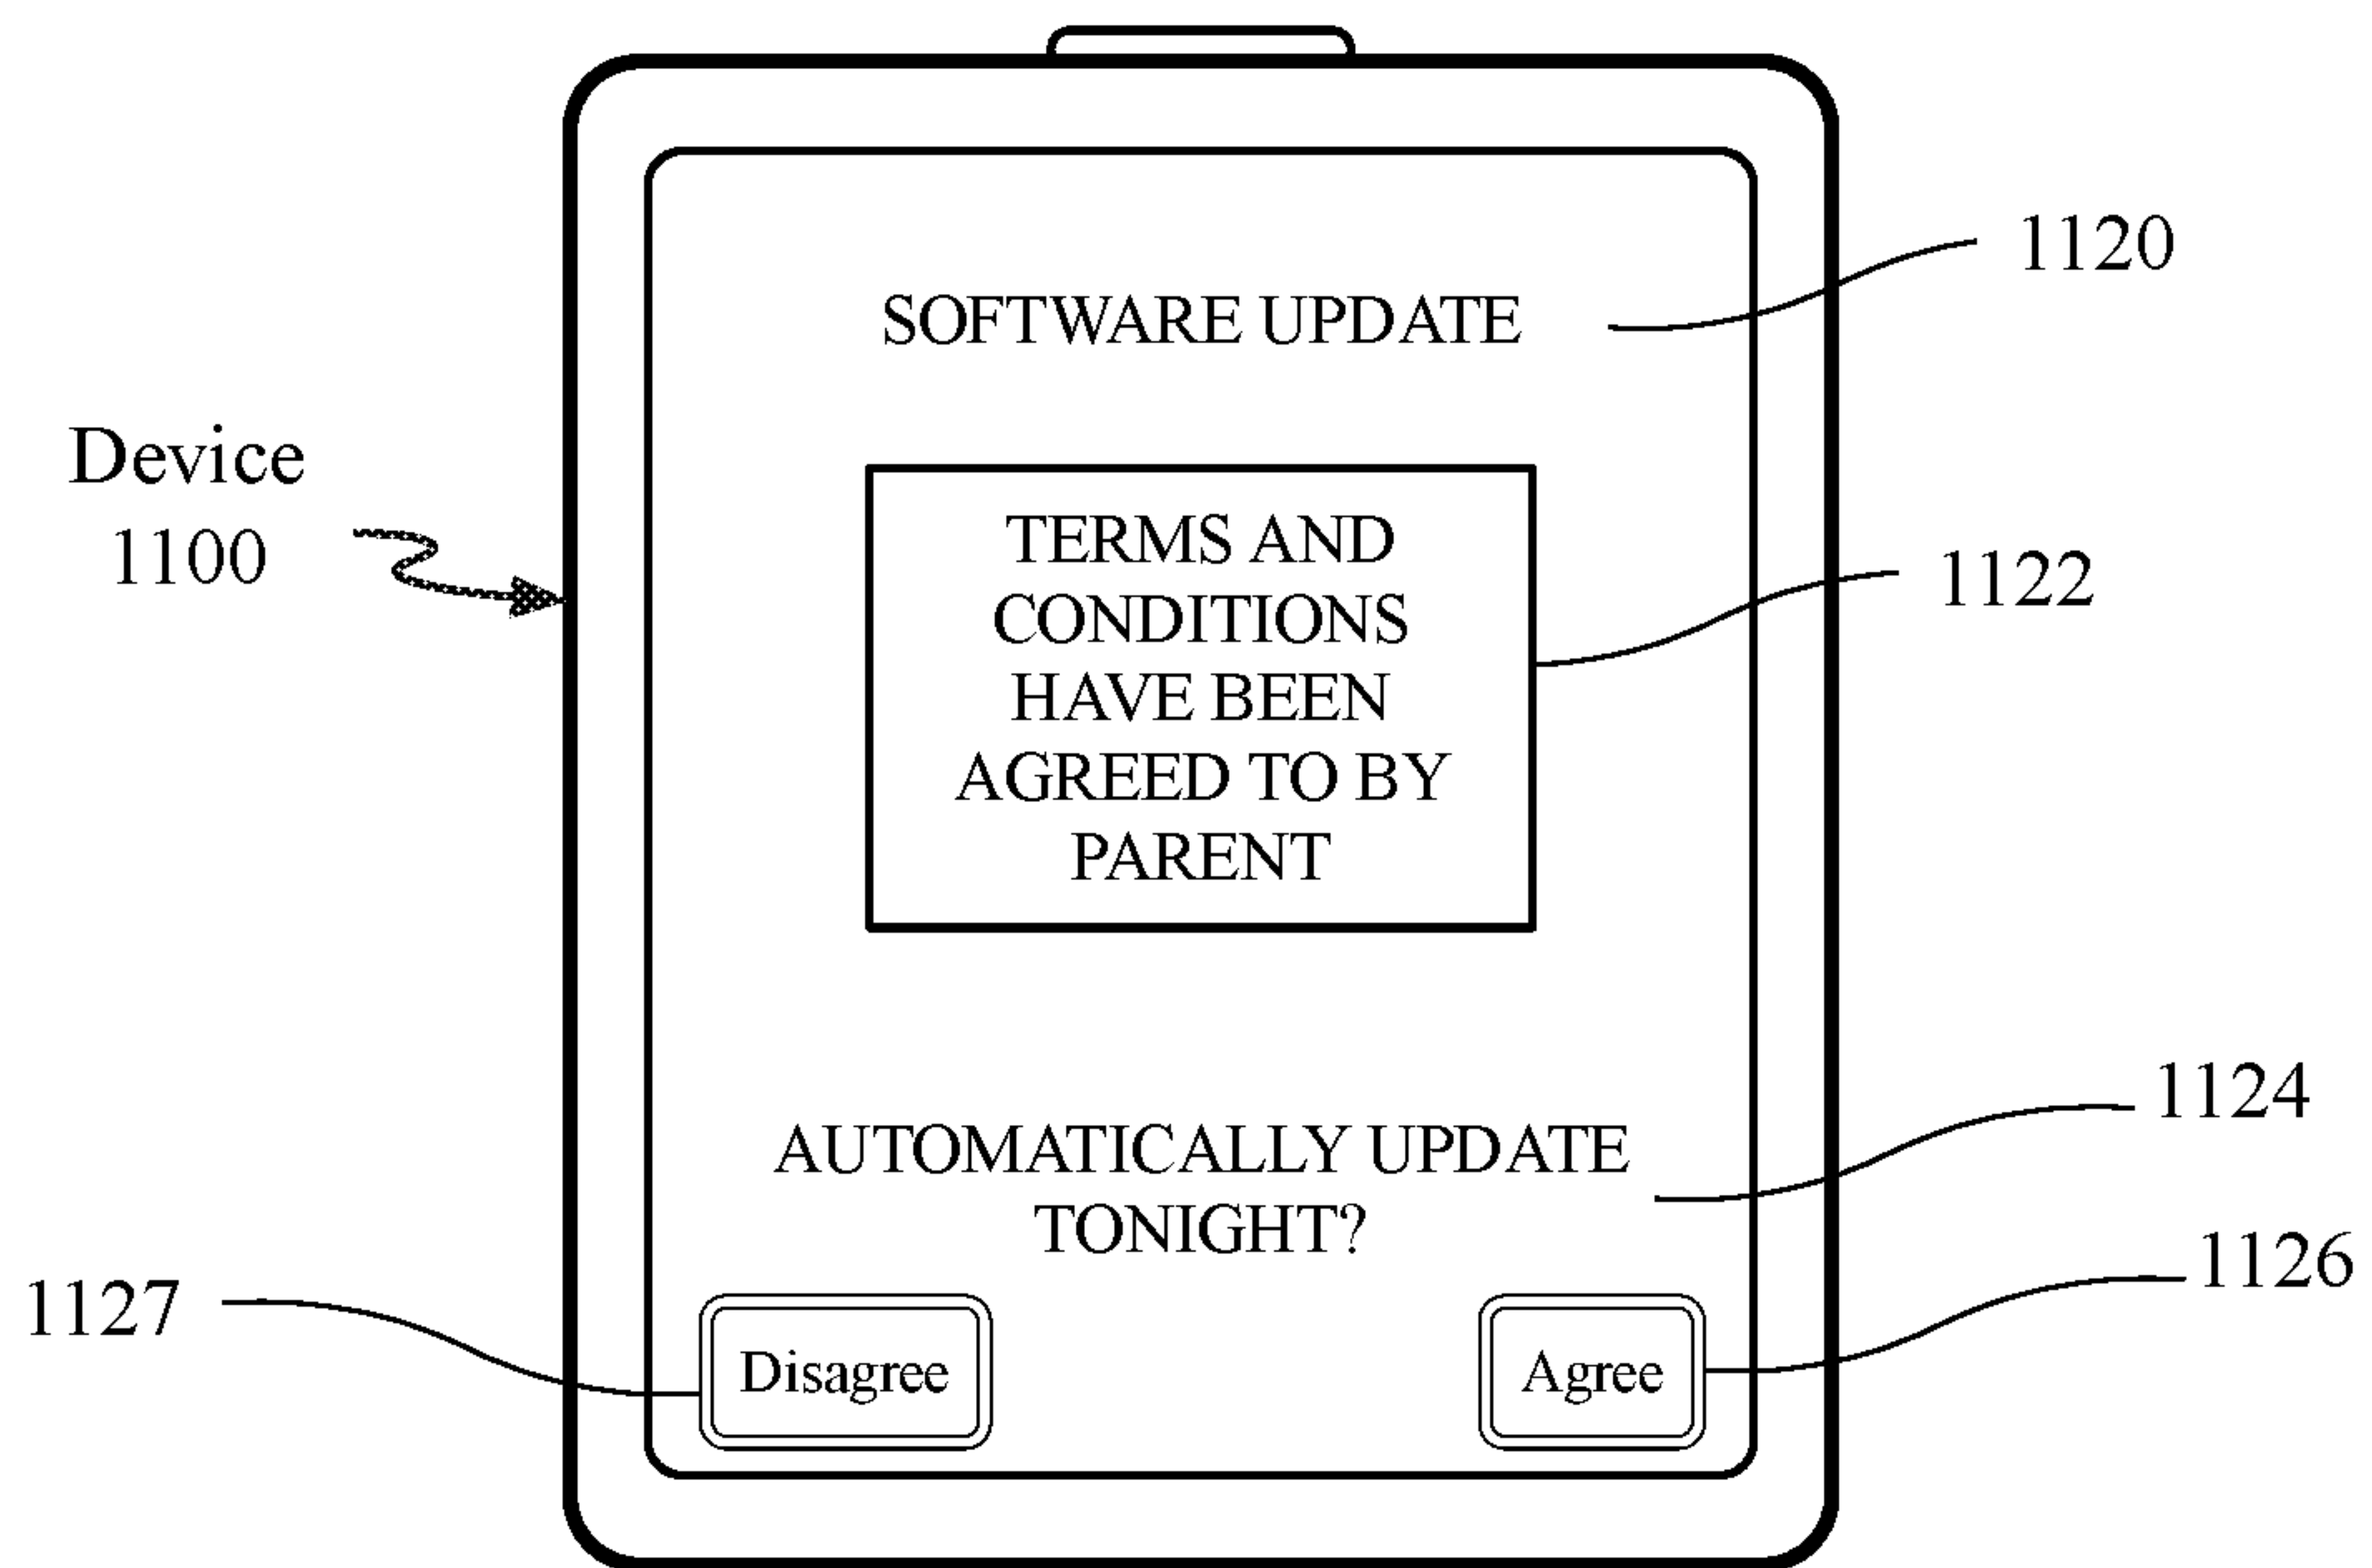 1120
SOFTWARE UPDATE
Device
1100
TERMS AND
CONDITIONS
HAVE BEEN
AGREED TO BY
PARENT
1122
1124
AUTOMATICALLY UPDATE
TONIGHT?
1126
1127
Disagree
Agree